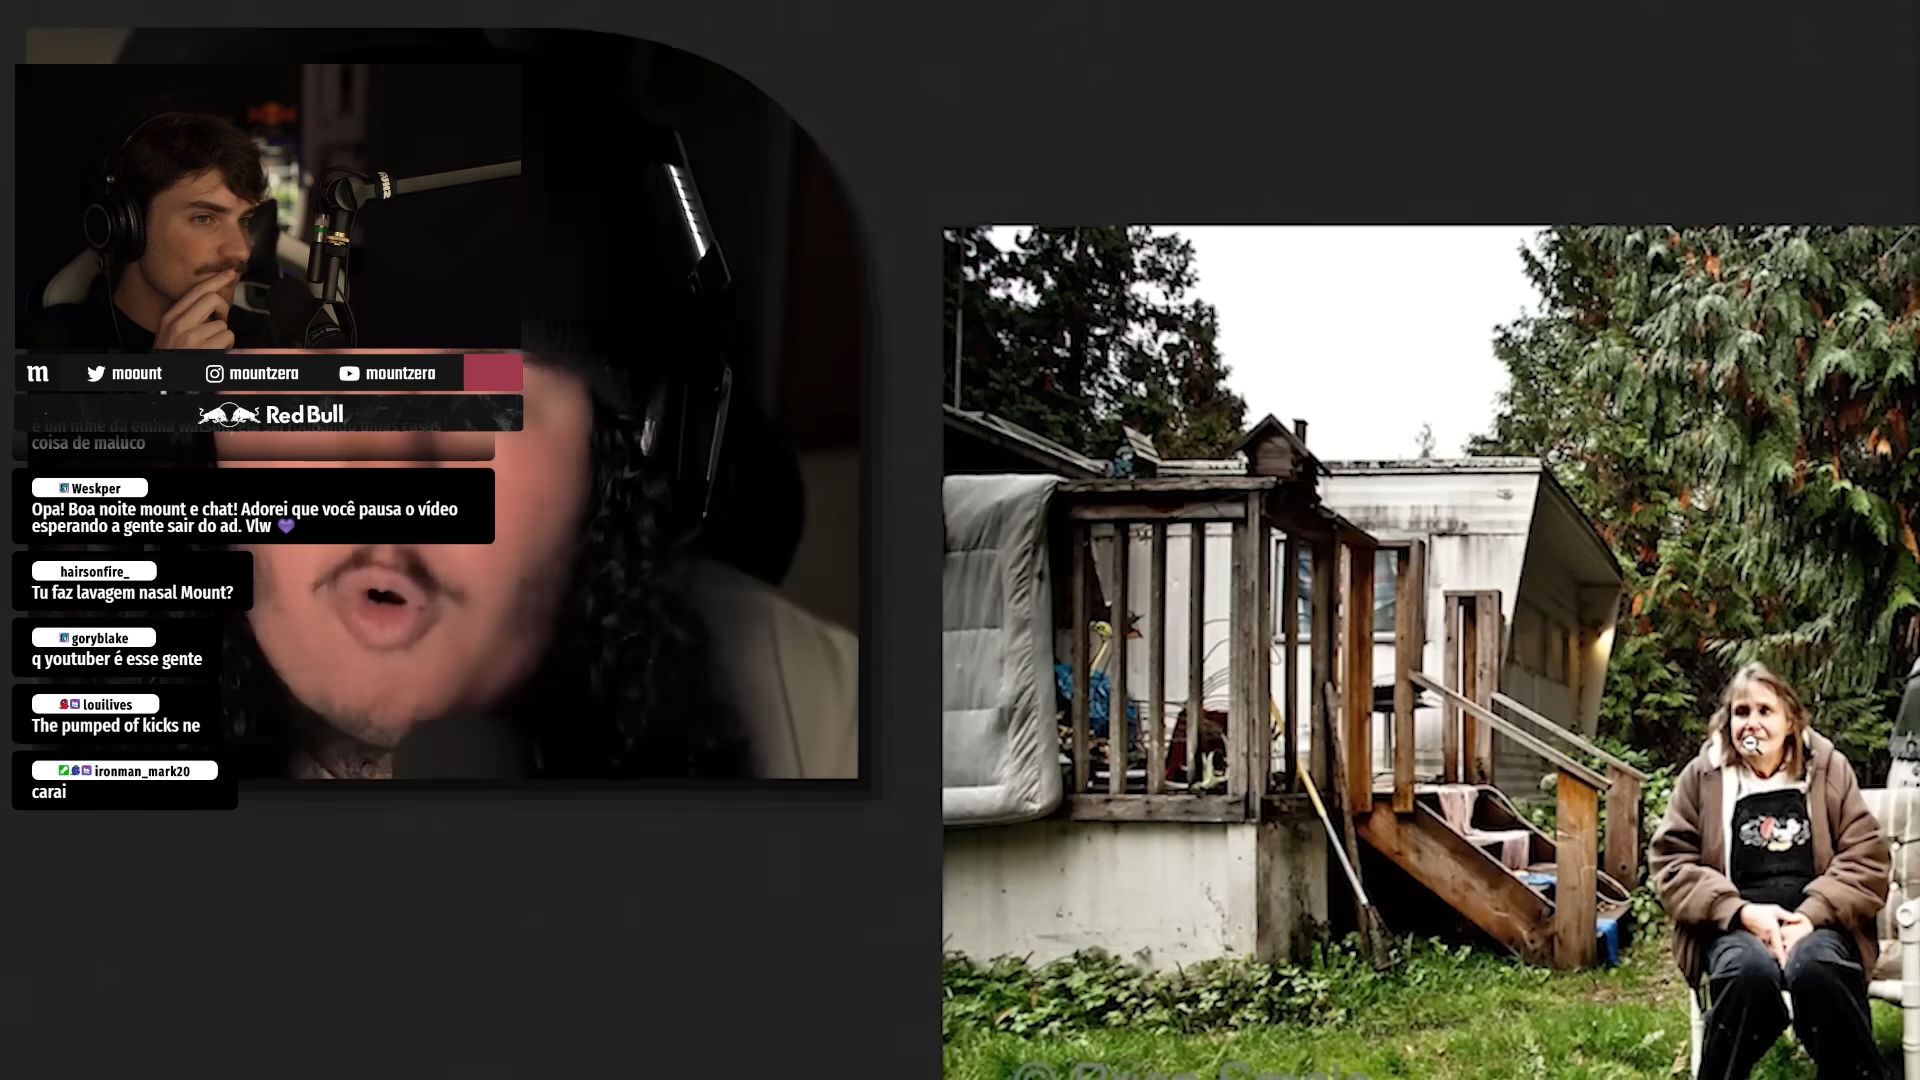 moount
mountzera
mountzera
Red Bull
coisa de maluco
Weskper
Opa! Boa noite mount e chat! Adorei que você pausa o vídeo
esperando a gente sair do ad. Vlw 💜
hairsonfire_
Tu faz lavagem nasal Mount?
goryblake
q youtuber é esse gente
louilives
The pumped of kicks ne
ironman_mark20
carai